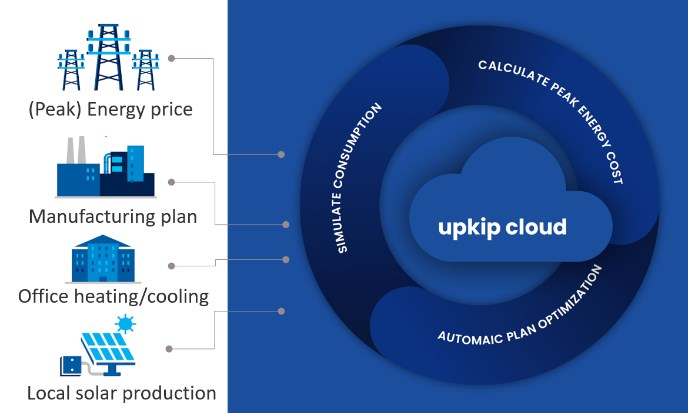 (Peak) Energy price
Manufacturing plan
Office heating/cooling
Local solar production
SIMULATE CONSUMPTION
CALCULATE PEAK ENERGY COST
AUTOMAIC PLAN OPTIMIZATION
upkip cloud